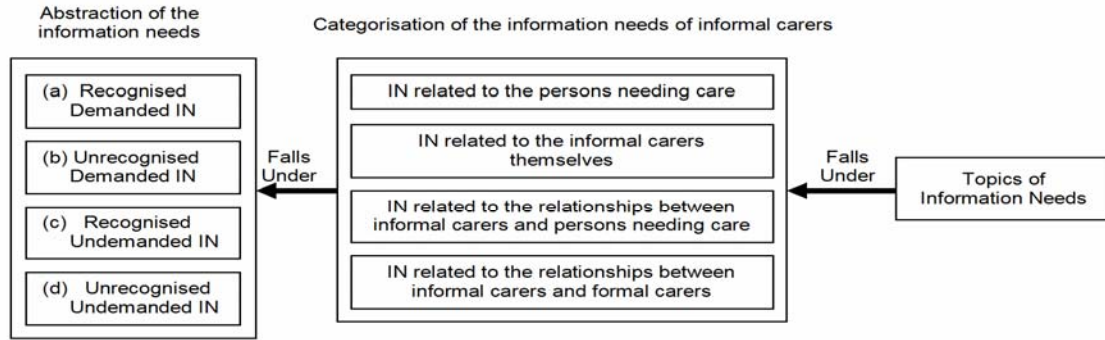 Abstraction of the
information needs
(a) Recognised
Demanded IN
(b) Unrecognised
Demanded IN
(c) Recognised
Undemanded IN
(d) Unrecognised
Undemanded IN
Falls
Under
Categorisation of the information needs of informal carers
IN related to the persons needing care
IN related to the informal carers
themselves
IN related to the relationships between
informal carers and persons needing care
IN related to the relationships between
informal carers and formal carers
Falls
Under
Topics of
Information Needs